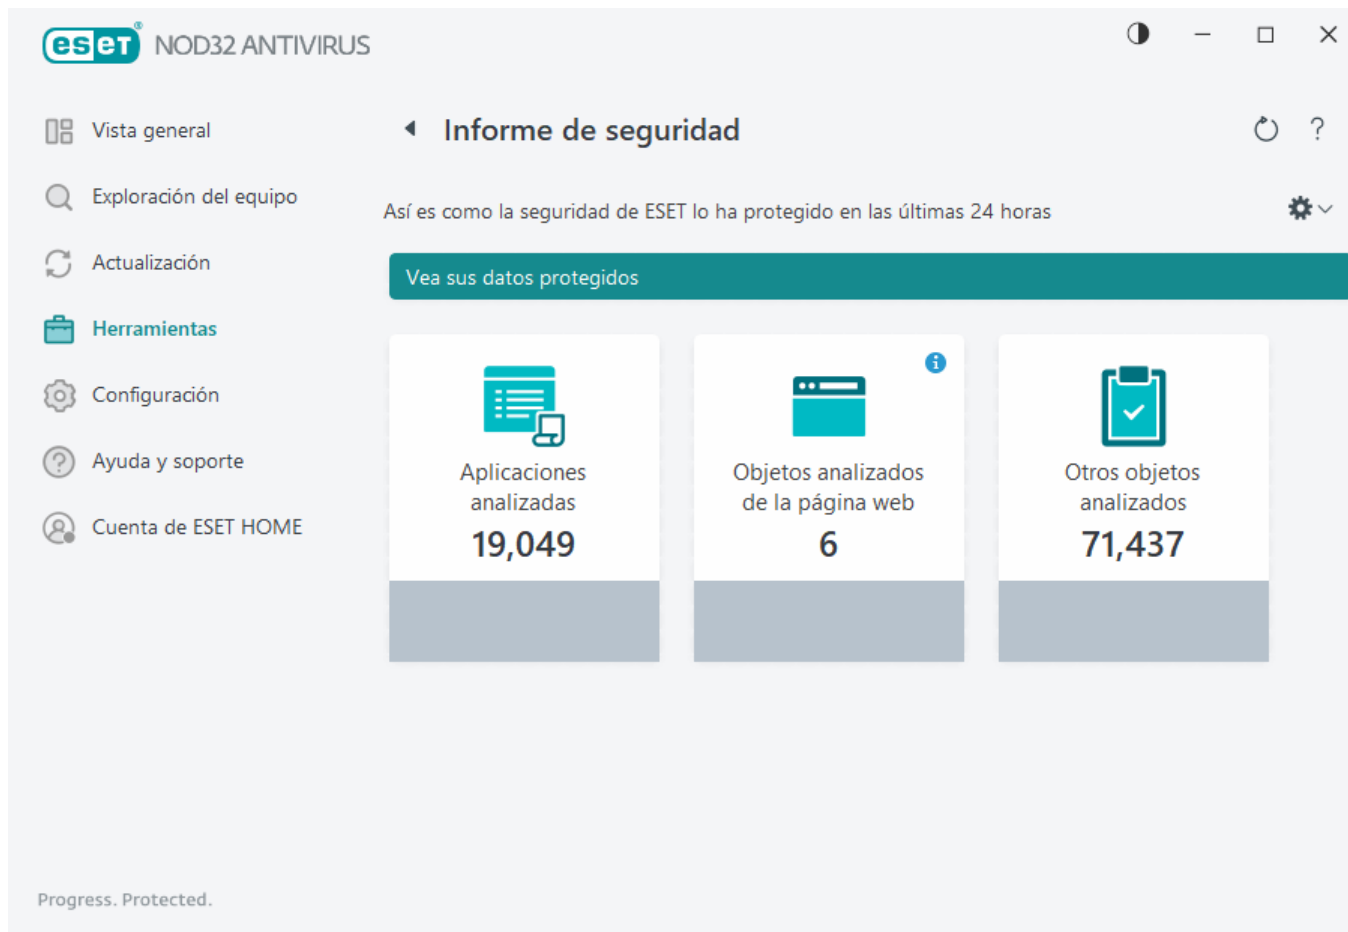 eset® NOD32 ANTIVIRUS
Vista general
Exploración del equipo
Actualización
Herramientas
Configuración
Ayuda y soporte
Cuenta de ESET HOME
Informe de seguridad
?
Así es como la seguridad de ESET lo ha protegido en las últimas 24 horas
Vea sus datos protegidos
Aplicaciones
analizadas
19,049
Objetos analizados
de la página web
6
Otros objetos
analizados
71,437
Progress. Protected.